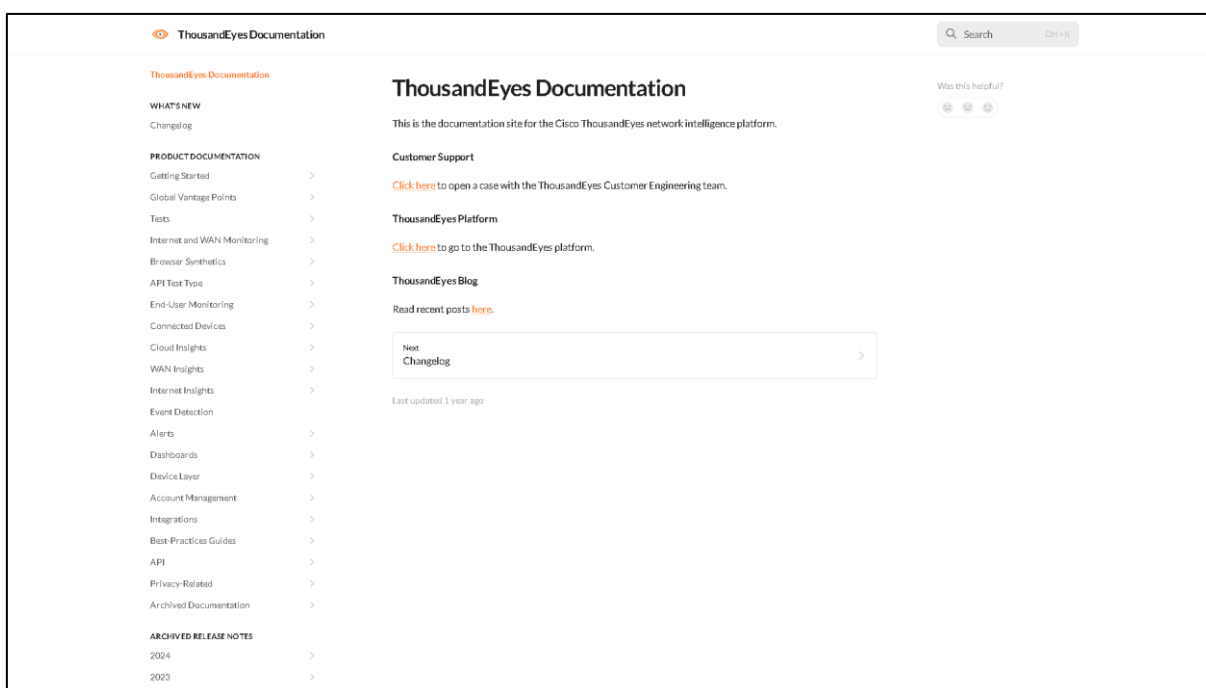 ThousandEyes Documentation
Search
Ctrl + K
ThousandEyes Documentation
WHAT'S NEW
Changelog
PRODUCT DOCUMENTATION
Getting Started
Global Vantage Points
Tests
Internet and WAN Monitoring
Browser Synthetics
API Test Type
End-User Monitoring
Connected Devices
Cloud Insights
WAN Insights
Internet Insights
Event Detection
Alerts
Dashboards
Device Layer
Account Management
Integrations
Best-Practices Guides
API
Privacy-Related
Archived Documentation
ARCHIVED RELEASE NOTES
2024
2023
ThousandEyes Documentation
This is the documentation site for the Cisco ThousandEyes network intelligence platform.
Customer Support
Click here to open a case with the ThousandEyes Customer Engineering team.
ThousandEyes Platform
Click here to go to the ThousandEyes platform.
ThousandEyes Blog
Read recent posts here.
Next
Changelog
Last updated 1 year ago
Was this helpful?